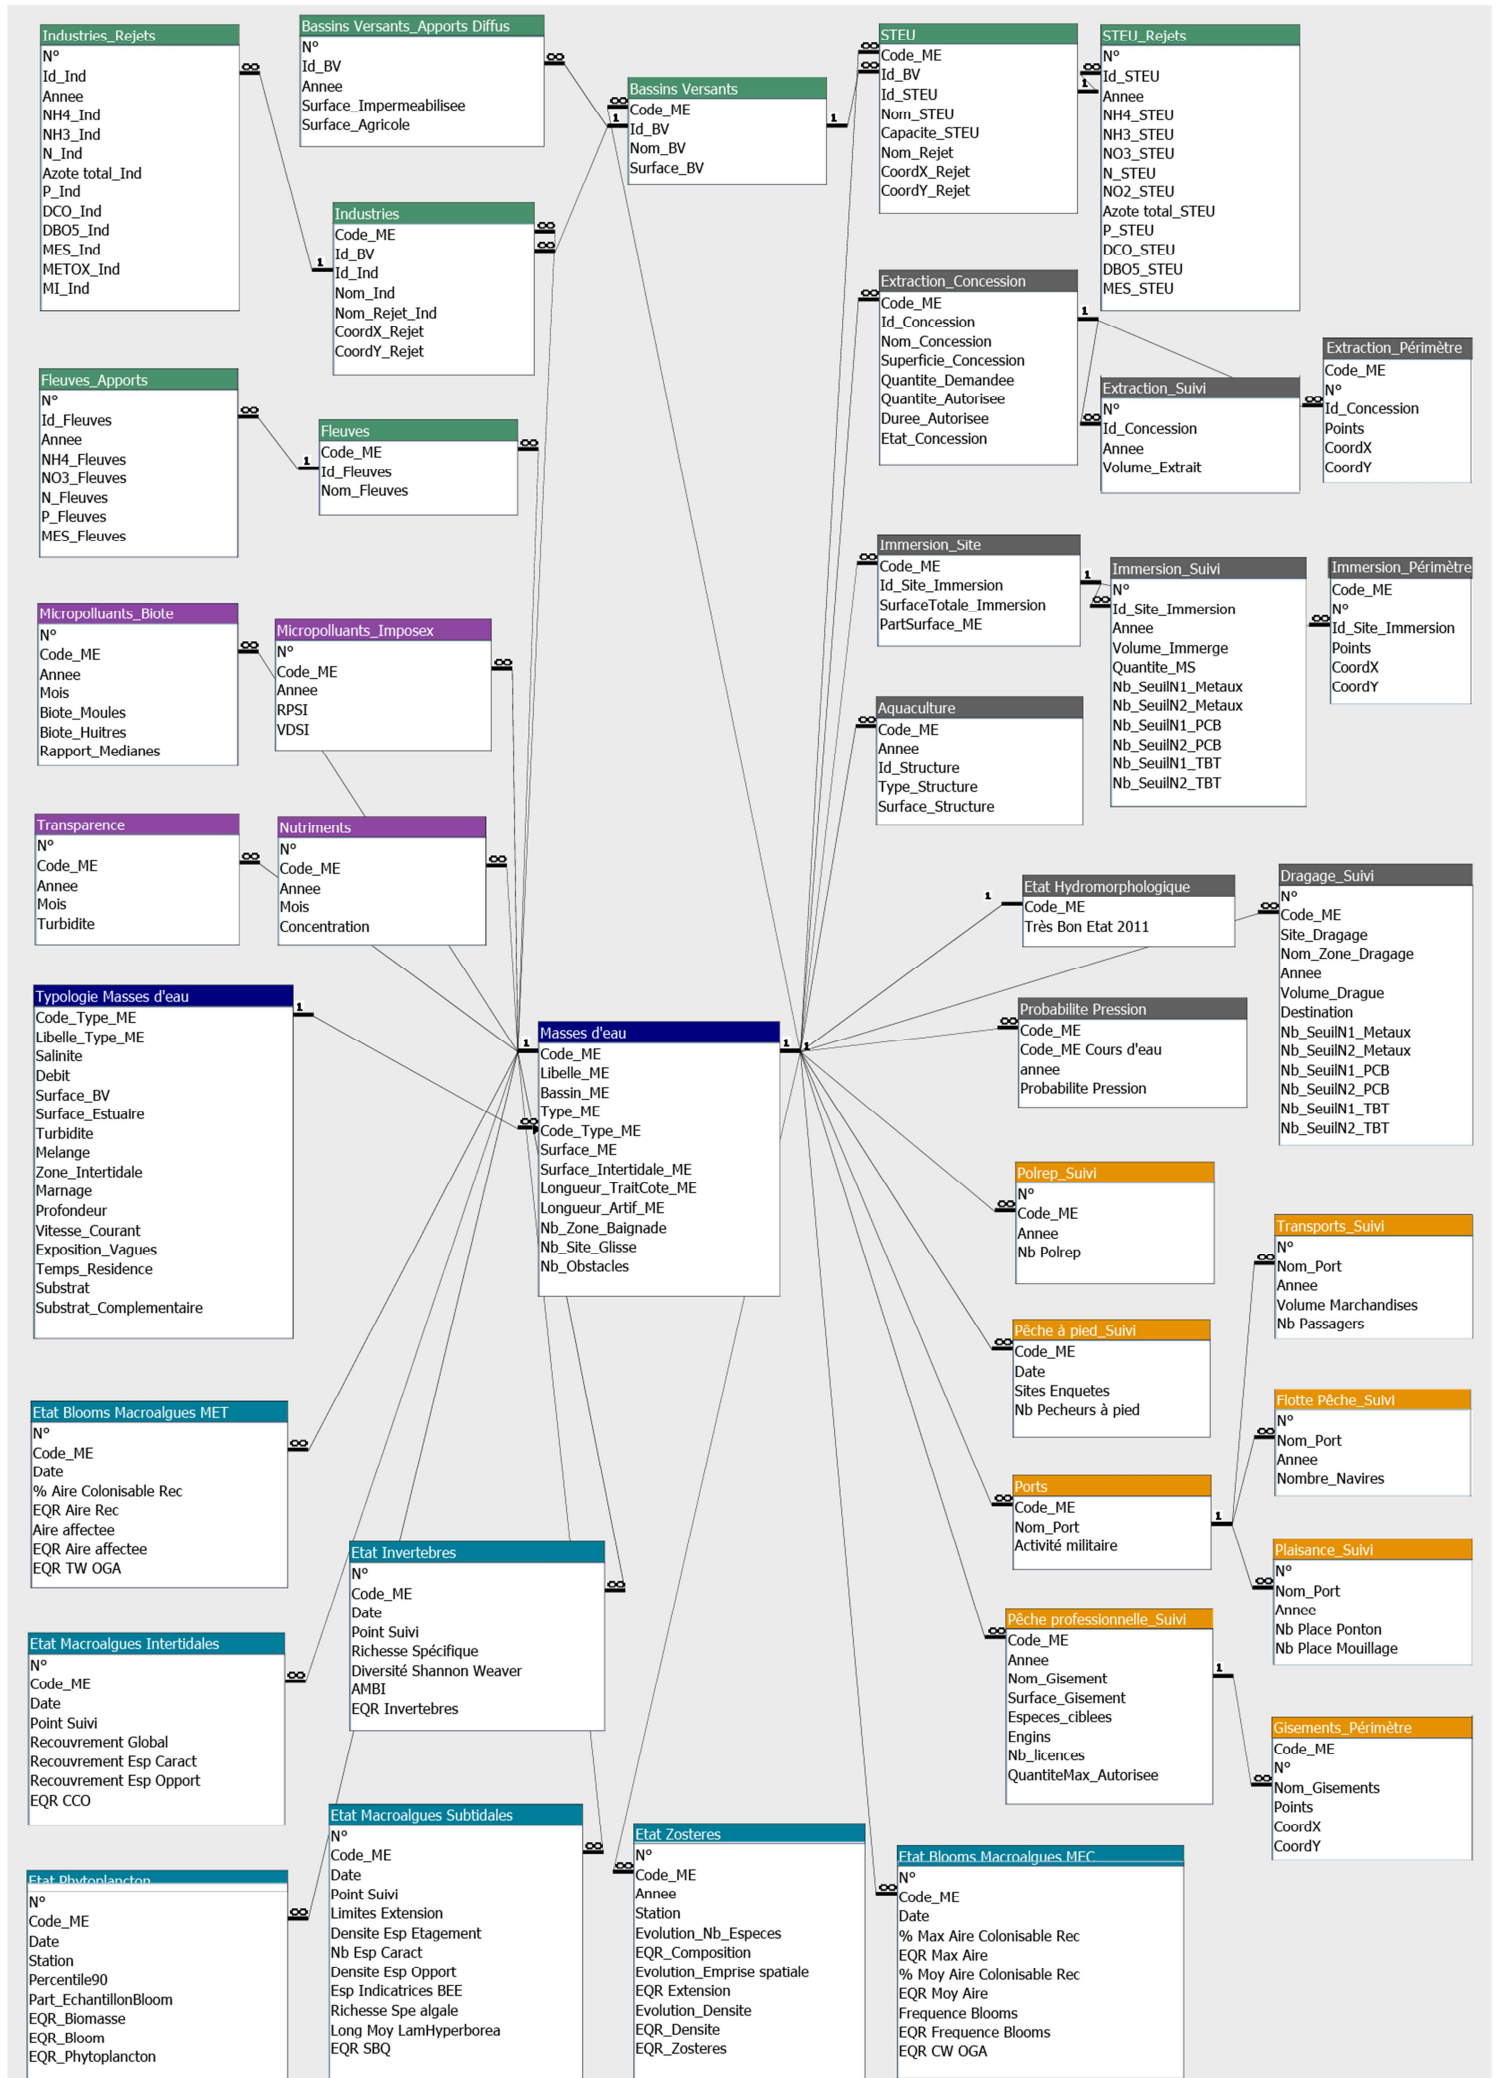 Industries_Rejets
N°
Id_Ind
Annee
NH4_Ind
NH3_Ind
N_Ind
Azote total_Ind
P_Ind
DCO_Ind
DBO5_Ind
MES_Ind
METOX_Ind
MI_Ind
Bassins Versants_Apports Diffus
N°
Id_BV
Annee
Surface_Impermeabilisee
Surface_Agricole
Bassins Versants
Code_ME
Id_BV
Nom_BV
Surface_BV
STEU
Code_ME
Id_BV
Id_STEU
Nom_STEU
Capacite_STEU
Nom_Rejet
CoordX_Rejet
CoordY_Rejet
STEU_Rejets
N°
Id_STEU
Annee
NH4_STEU
NH3_STEU
NO3_STEU
N_STEU
NO2_STEU
Azote total_STEU
P_STEU
DCO_STEU
DBO5_STEU
MES_STEU
Industries
Code_ME
Id_BV
Id_Ind
Nom_Ind
Nom_Rejet_Ind
CoordX_Rejet
CoordY_Rejet
Extraction_Concession
Code_ME
Id_Concession
Nom_Concession
Superficie_Concession
Quantite_Demandee
Quantite_Autorisee
Duree_Autorisee
Etat_Concession
Extraction_Suivi
N°
Id_Concession
Annee
Volume_Extrait
Extraction_Périmètre
Code_ME
N°
Id_Concession
Points
CoordX
CoordY
Fleuves_Apports
N°
Id_Fleuves
Annee
NH4_Fleuves
NO3_Fleuves
N_Fleuves
P_Fleuves
MES_Fleuves
Fleuves
Code_ME
Id_Fleuves
Nom_Fleuves
Immersion_Site
Code_ME
Id_Site_Immersion
SurfaceTotale_Immersion
PartSurface_ME
Immersion_Suivi
N°
Id_Site_Immersion
Annee
Volume_Immerge
Quantite_MS
Nb_SeuilN1_Metaux
Nb_SeuilN2_Metaux
Nb_SeuilN1_PCB
Nb_SeuilN2_PCB
Nb_SeuilN1_TBT
Nb_SeuilN2_TBT
Immersion_Périmètre
Code_ME
N°
Id_Site_Immersion
Points
CoordX
CoordY
Micropolluants_Biote
N°
Code_ME
Annee
Mois
Biote_Moules
Biote_Huitres
Rapport_Medianes
Micropolluants_Imposex
N°
Code_ME
Annee
RPSI
VDSI
Aquaculture
Code_ME
Annee
Id_Structure
Type_Structure
Surface_Structure
Transparence
N°
Code_ME
Annee
Mois
Turbidite
Nutriments
N°
Code_ME
Annee
Mois
Concentration
Etat Hydromorphologique
Code_ME
Très Bon Etat 2011
Dragage_Suivi
N°
Code_ME
Site_Dragage
Nom_Zone_Dragage
Annee
Volume_Drague
Destination
Nb_SeuilN1_Metaux
Nb_SeuilN2_Metaux
Nb_SeuilN1_PCB
Nb_SeuilN2_PCB
Nb_SeuilN1_TBT
Nb_SeuilN2_TBT
Typologie Masses d'eau
Code_Type_ME
Libelle_Type_ME
Salinite
Debit
Surface_BV
Surface_Estuaire
Turbidite
Melange
Zone_Intertidale
Marnage
Profondeur
Vitesse_Courant
Exposition_Vagues
Temps_Residence
Substrat
Substrat_Complementaire
Masses d'eau
Code_ME
Libelle_ME
Bassin_ME
Type_ME
Code_Type_ME
Surface_ME
Surface_Intertidale_ME
Longueur_TraitCote_ME
Longueur_Artif_ME
Nb_Zone_Baignade
Nb_Site_Glisse
Nb_Obstacles
Probabilite Pression
Code_ME
Code_ME Cours d'eau
annee
Probabilite Pression
Polrep_Suivi
N°
Code_ME
Annee
Nb Polrep
Transports_Suivi
N°
Nom_Port
Annee
Volume Marchandises
Nb Passagers
Pêche à pied_Suivi
Code_ME
Date
Sites Enquetes
Nb Pecheurs à pied
Flotte Pêche_Suivi
N°
Nom_Port
Annee
Nombre_Navires
Ports
Code_ME
Nom_Port
Activité militaire
Plaisance_Suivi
N°
Nom_Port
Annee
Nb Place Ponton
Nb Place Mouillage
Pêche professionnelle_Suivi
Code_ME
Annee
Nom_Gisement
Surface_Gisement
Especes_ciblees
Engins
Nb_licences
QuantiteMax_Autorisee
Gisements_Périmètre
Code_ME
N°
Nom_Gisements
Points
CoordX
CoordY
Etat Blooms Macroalgues MET
N°
Code_ME
Date
% Aire Colonisable Rec
EQR Aire Rec
Aire affectee
EQR Aire affectee
EQR TW OGA
Etat Invertebres
N°
Code_ME
Date
Point Suivi
Richesse Spécifique
Diversité Shannon Weaver
AMBI
EQR Invertebres
Etat Macroalgues Intertidales
N°
Code_ME
Date
Point Suivi
Recouvrement Global
Recouvrement Esp Caract
Recouvrement Esp Opport
EQR CCO
Etat Phytoplancton
N°
Code_ME
Date
Station
Percentile90
Part_EchantillonBloom
EQR_Biomasse
EQR_Bloom
EQR_Phytoplancton
Etat Macroalgues Subtidales
N°
Code_ME
Date
Point Suivi
Limites Extension
Densite Esp Etagement
Nb Esp Caract
Densite Esp Opport
Esp Indicatrices BEE
Richesse Spe algale
Long Moy LamHyperborea
EQR SBQ
Etat Zosteres
N°
Code_ME
Annee
Station
Evolution_Nb_Especes
EQR_Composition
Evolution_Emprise spatiale
EQR Extension
Evolution_Densite
EQR_Densite
EQR_Zosteres
Etat Blooms Macroalgues MEC
N°
Code_ME
Date
% Max Aire Colonisable Rec
EQR Max Aire
% Moy Aire Colonisable Rec
EQR Moy Aire
Frequence Blooms
EQR Frequence Blooms
EQR CW OGA